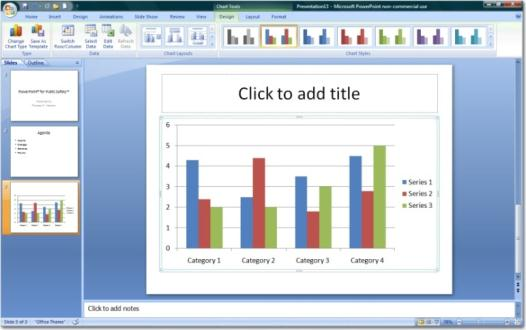 Chart Tools
Presentation13 - Microsoft PowerPoint non-commercial use
Home
Insert
Design
Animations
Slide Show
Review
View
Design
Layout
Format
Change Chart Type
Save As Template
Switch Row/Column
Select Data
Edit Data
Refresh Data
Type
Data
Chart Layouts
Chart Styles
Slides
Outline
PowerPoint® for Public Safety™
Agenda
Click to add title
6
5
4
3
2
1
0
Category 1
Category 2
Category 3
Category 4
Series 1
Series 2
Series 3
Click to add notes
Slide 3 of 3
"Office Theme"